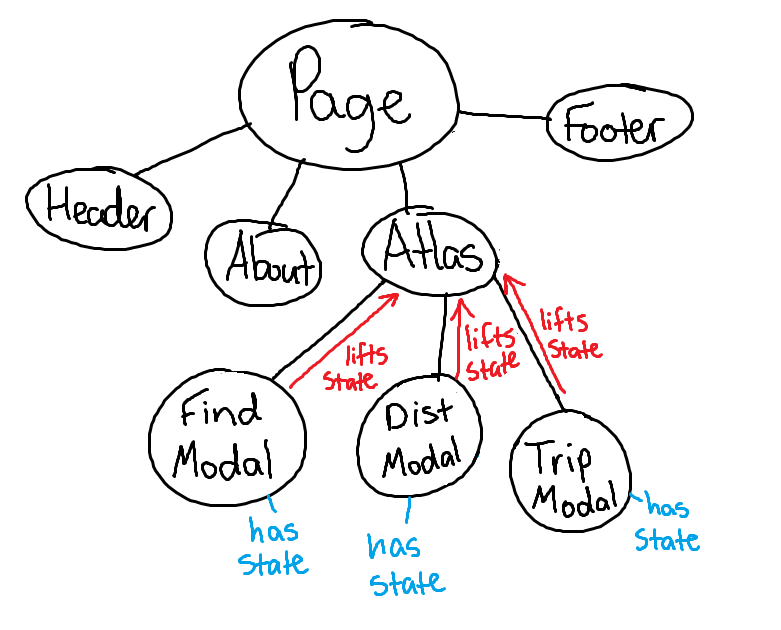 Page
Footer
Header
About
Atlas
lifts
state
lifts
state
lifts
state
Find
Modal
Dist
Modal
Trip
Modal
has
state
has
state
has
state